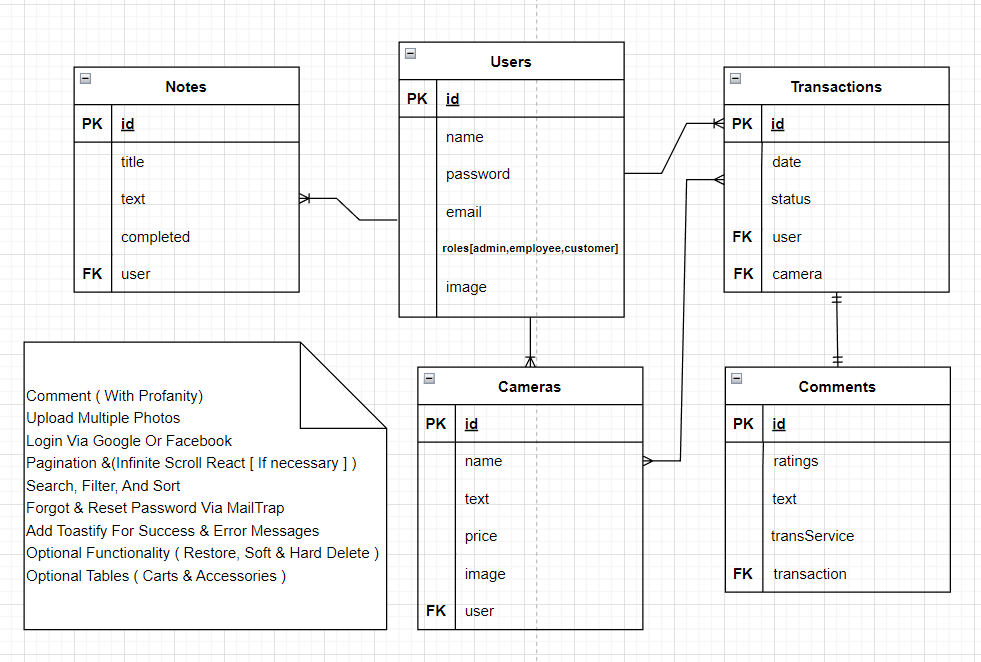 Notes
PK id
title
text
completed
FK user
Users
PK id
name
password
email
roles[admin,employee,customer]
image
Transactions
PK id
date
status
FK user
FK camera
Comment ( With Profanity)
Upload Multiple Photos
Login Via Google Or Facebook
Pagination &(Infinite Scroll React [ If necessary ] )
Search, Filter, And Sort
Forgot & Reset Password Via MailTrap
Add Toastify For Success & Error Messages
Optional Functionality ( Restore, Soft & Hard Delete )
Optional Tables ( Carts & Accessories )
Cameras
PK id
name
text
price
image
FK user
Comments
PK id
ratings
text
transService
FK transaction